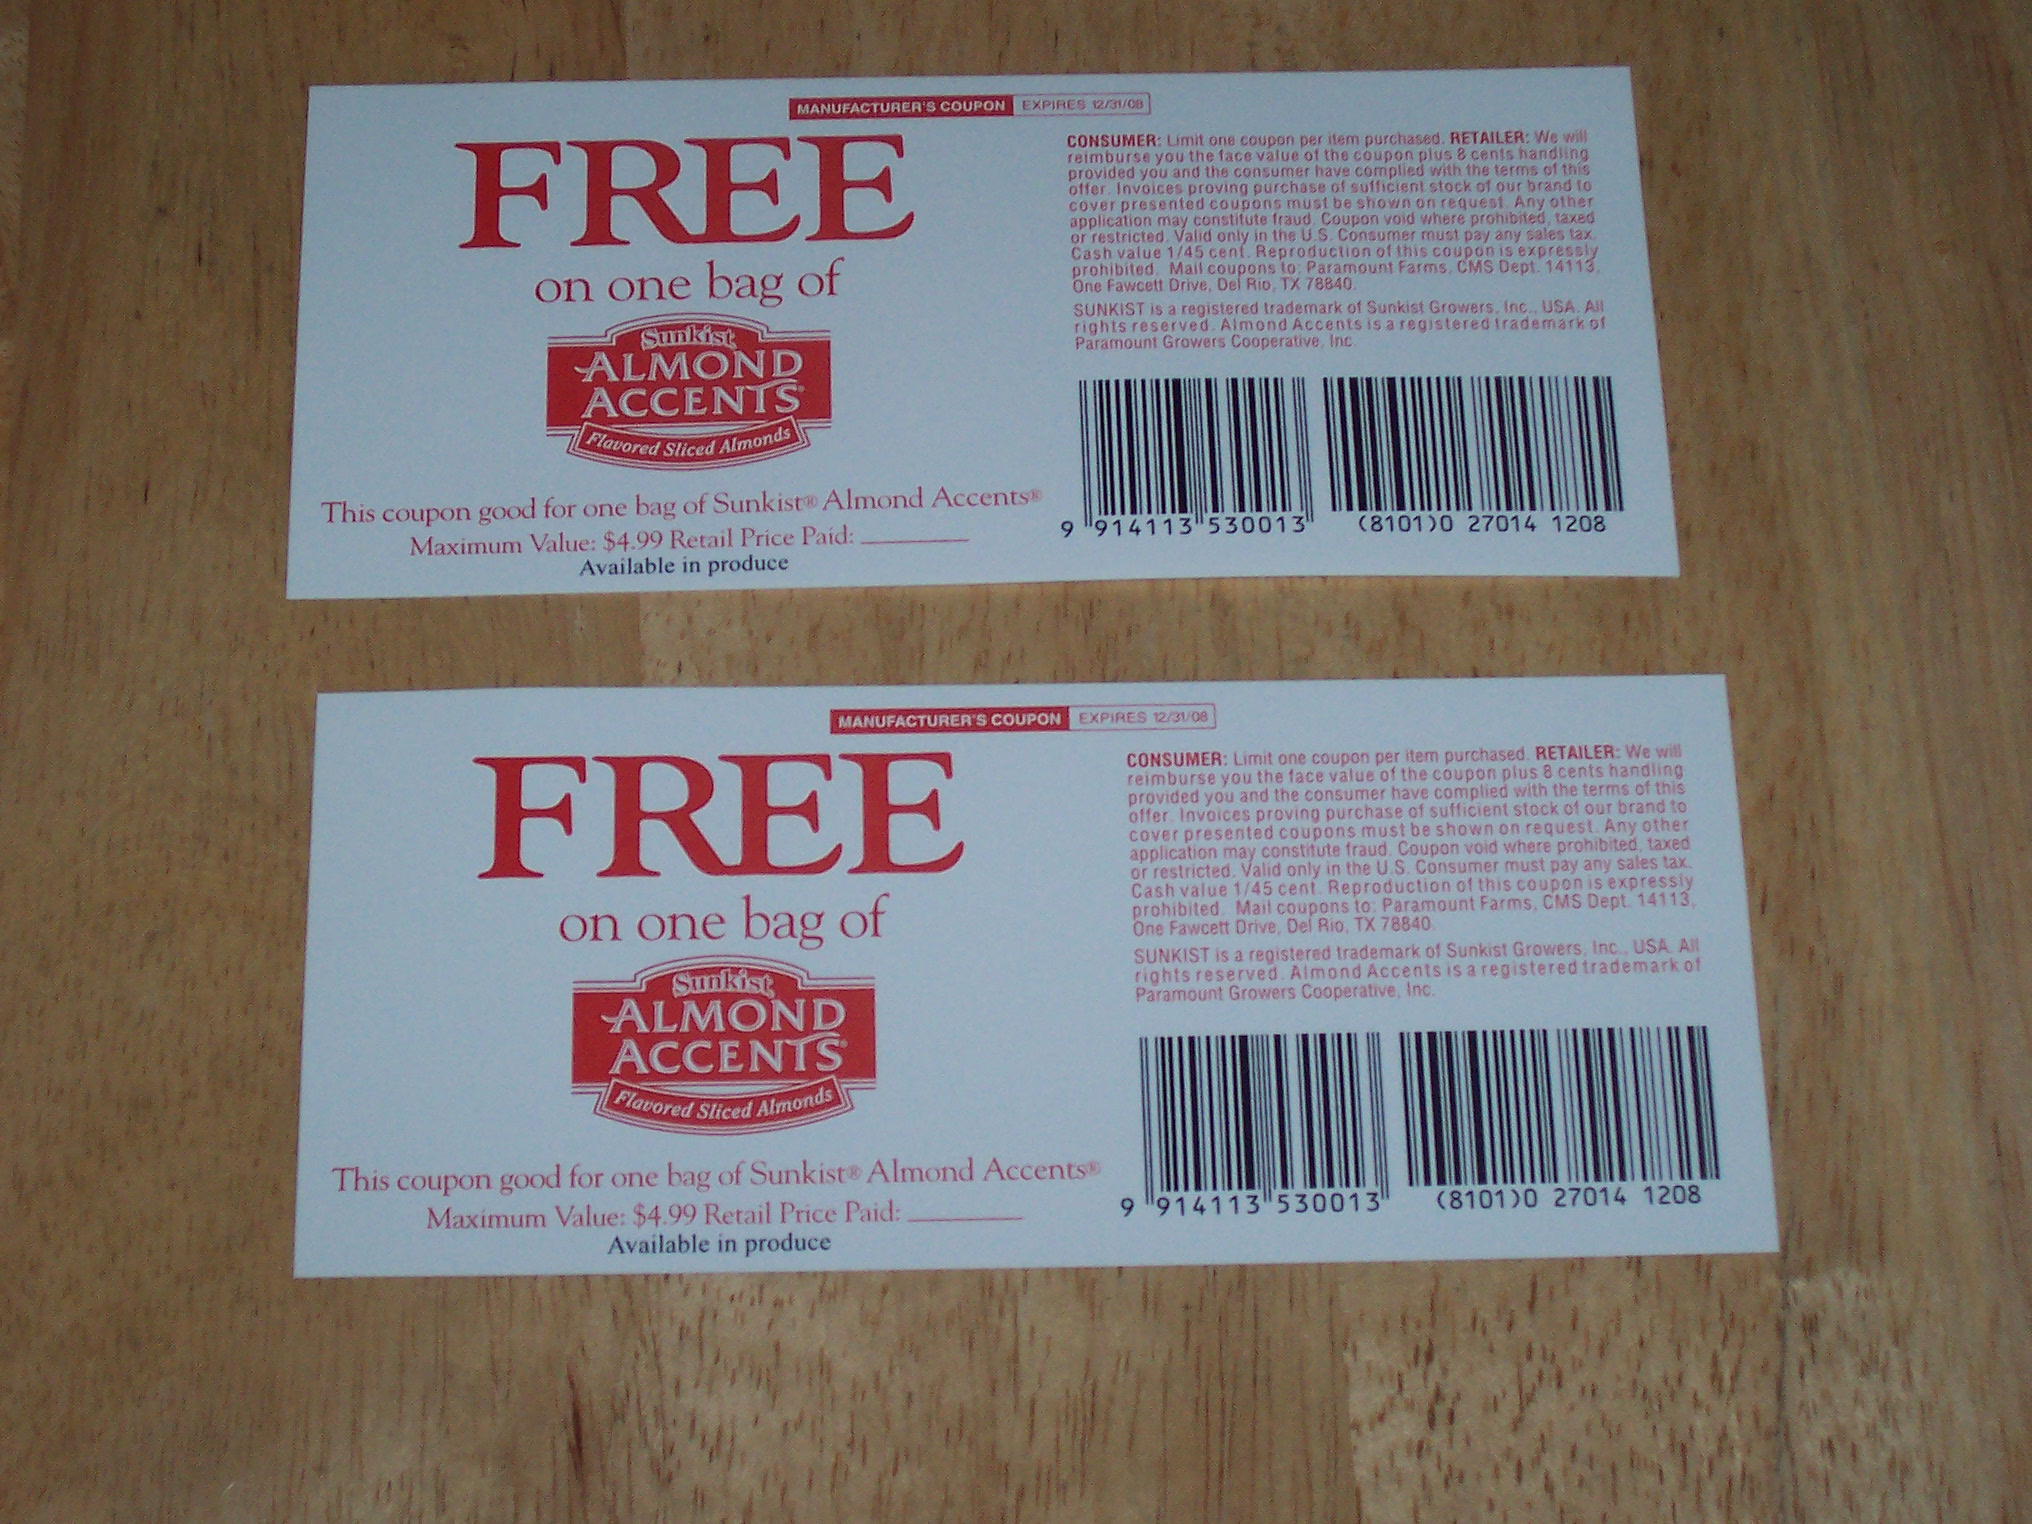 MANUFACTURER'S COUPON EXPIRES 12/31/08
FREE
on one bag of
Sunkist
ALMOND
ACCENTS®
Flavored Sliced Almonds
This coupon good for one bag of Sunkist® Almond Accents®
Maximum Value: $4.99 Retail Price Paid: ________
Available in produce
CONSUMER: Limit one coupon per item purchased. RETAILER: We will
reimburse you the face value of the coupon plus 8 cents handling
provided you and the consumer have complied with the terms of this
offer. Invoices proving purchase of sufficient stock of our brand to
cover presented coupons must be shown on request. Any other
application may constitute fraud. Coupon void where prohibited, taxed
or restricted. Valid only in the U.S. Consumer must pay any sales tax.
Cash value 1/45 cent. Reproduction of this coupon is expressly
prohibited. Mail coupons to: Paramount Farms, CMS Dept. 14113,
One Fawcett Drive, Del Rio, TX 78840.
SUNKIST is a registered trademark of Sunkist Growers, Inc., USA. All
rights reserved. Almond Accents is a registered trademark of
Paramount Growers Cooperative, Inc.
9 914113 530013 (8101)0 27014 1208
MANUFACTURER'S COUPON EXPIRES 12/31/08
FREE
on one bag of
Sunkist
ALMOND
ACCENTS®
Flavored Sliced Almonds
This coupon good for one bag of Sunkist® Almond Accents®
Maximum Value: $4.99 Retail Price Paid: ________
Available in produce
CONSUMER: Limit one coupon per item purchased. RETAILER: We will
reimburse you the face value of the coupon plus 8 cents handling
provided you and the consumer have complied with the terms of this
offer. Invoices proving purchase of sufficient stock of our brand to
cover presented coupons must be shown on request. Any other
application may constitute fraud. Coupon void where prohibited, taxed
or restricted. Valid only in the U.S. Consumer must pay any sales tax.
Cash value 1/45 cent. Reproduction of this coupon is expressly
prohibited. Mail coupons to: Paramount Farms, CMS Dept. 14113,
One Fawcett Drive, Del Rio, TX 78840.
SUNKIST is a registered trademark of Sunkist Growers, Inc., USA. All
rights reserved. Almond Accents is a registered trademark of
Paramount Growers Cooperative, Inc.
9 914113 530013 (8101)0 27014 1208